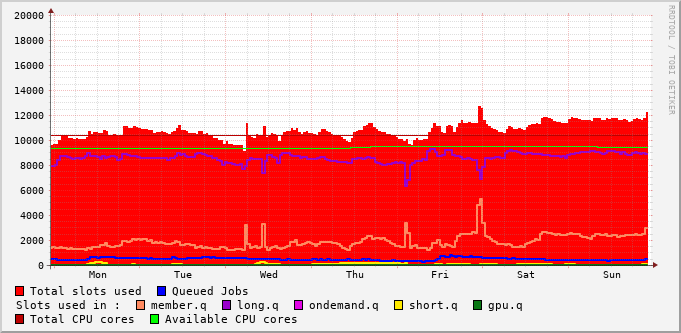 20000
18000
16000
14000
12000
10000
8000
6000
4000
2000
0
Mon Tue Wed Thu Fri Sat Sun
RRDTOOL / TOBI OETIKER
Total slots used Queued Jobs
Slots used in : member.q long.q ondemand.q short.q gpu.q
Total CPU cores Available CPU cores